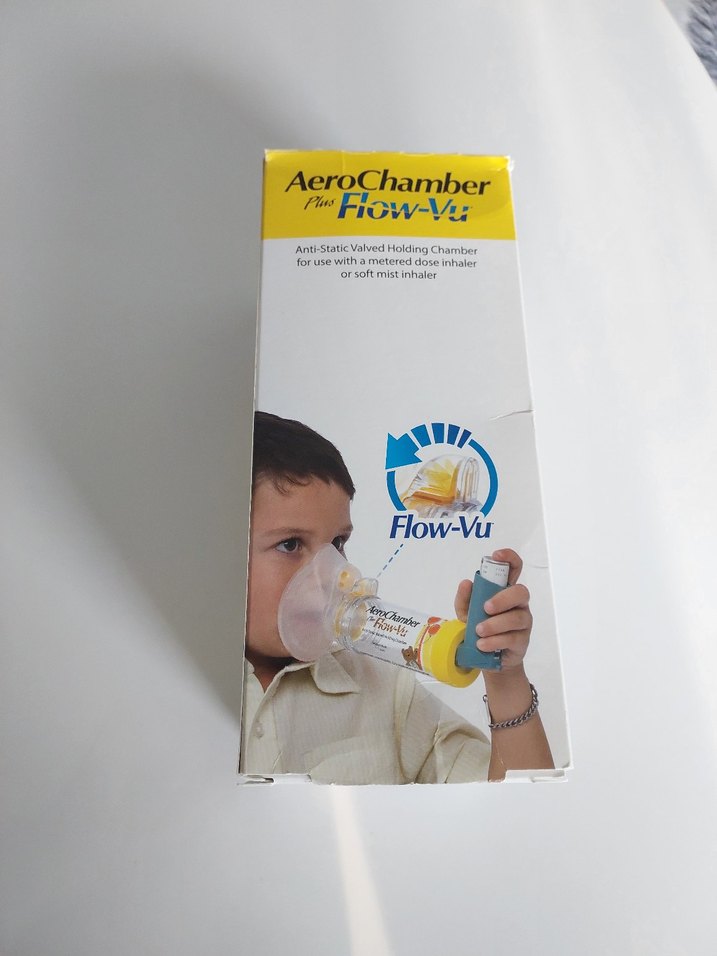 AeroChamber
Plus Flow-Vu
Anti-Static Valved Holding Chamber
for use with a metered dose inhaler
or soft mist inhaler
Flow-Vu
AeroChamber
Plus Flow-Vu